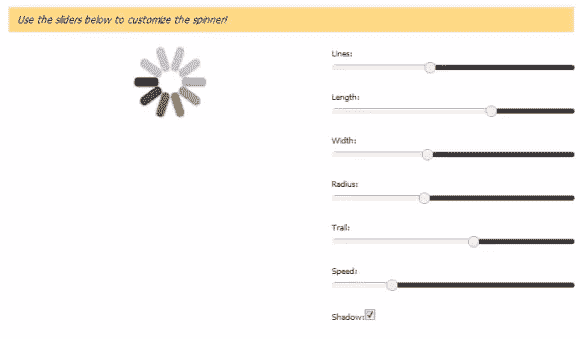 Use the sliders below to customize the spinner!
Lines:
Length:
Width:
Radius:
Trail:
Speed:
Shadow: